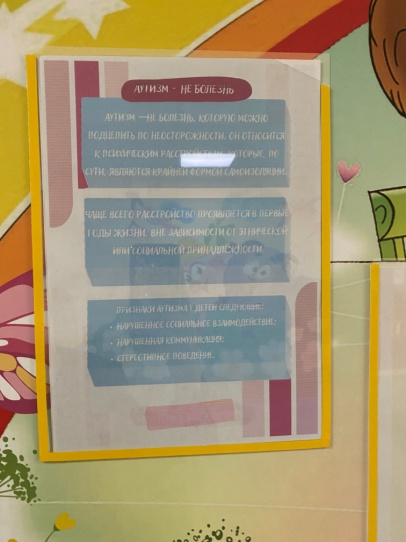 АУТИЗМ - НЕ БОЛЕЗНЬ
АУТИЗМ —НЕ БОЛЕЗНЬ, КОТОРУЮ МОЖНО
ПОДЦЕПИТЬ ПО НЕОСТОРОЖНОСТИ. ОН ОТНОСИТСЯ
К ПСИХИЧЕСКИМ РАССТРОЙСТВАМ, КОТОРЫЕ, ПО
СУТИ, ЯВЛЯЮТСЯ КРАЙНЕЙ ФОРМОЙ САМОИЗОЛЯЦИИ.
ЧАЩЕ ВСЕГО РАССТРОЙСТВО ПРОЯВЛЯЕТСЯ В ПЕРВЫЕ
ГОДЫ ЖИЗНИ, ВНЕ ЗАВИСИМОСТИ ОТ ЭТНИЧЕСКОЙ
ИЛИ СОЦИАЛЬНОЙ ПРИНАДЛЕЖНОСТИ.
ПРИЗНАКИ АУТИЗМА У ДЕТЕЙ СЛЕДУЮЩИЕ:
• НАРУШЕННОЕ СОЦИАЛЬНОЕ ВЗАИМОДЕЙСТВИЕ;
• НАРУШЕННАЯ КОММУНИКАЦИЯ;
• СТЕРЕОТИПНОЕ ПОВЕДЕНИЕ.